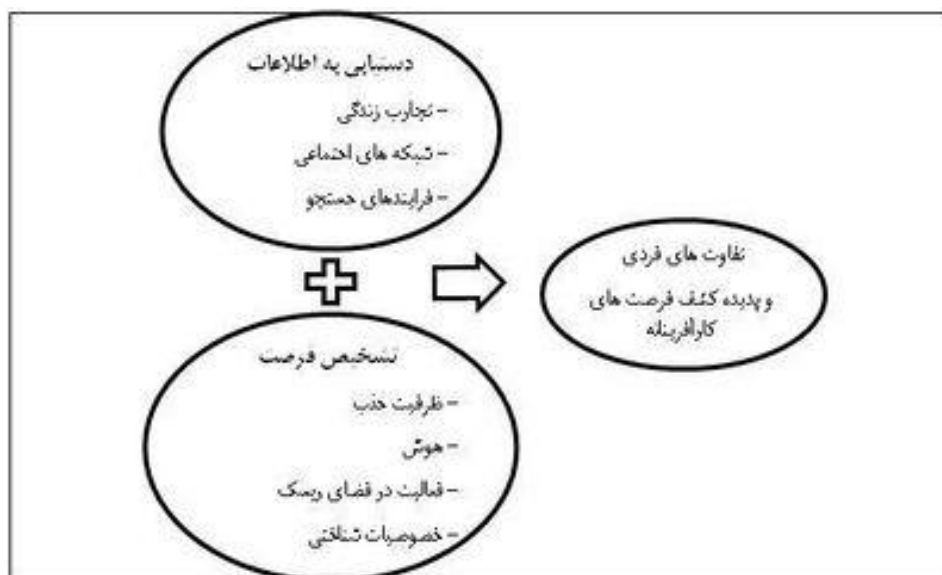 دستیابی به اطلاعات
- تجارب زندگی
- شبکه های اجتماعی
- فرایندهای جستجو
تشخیص فرصت
- ظرفیت جذب
- هوش
- فعالیت در فضای ریسک
- خصوصیات شناختی
تفاوت های فردی
و پدیده کشف فرصت های
کارآفرینانه